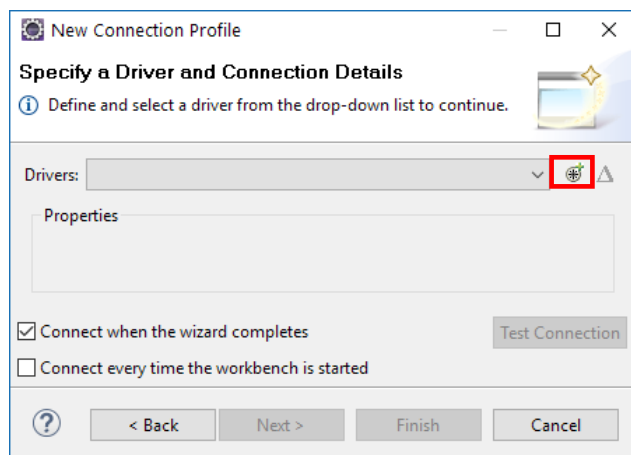 New Connection Profile
Specify a Driver and Connection Details
Define and select a driver from the drop-down list to continue.
Drivers:
Properties
Connect when the wizard completes
Test Connection
Connect every time the workbench is started
< Back
Next >
Finish
Cancel